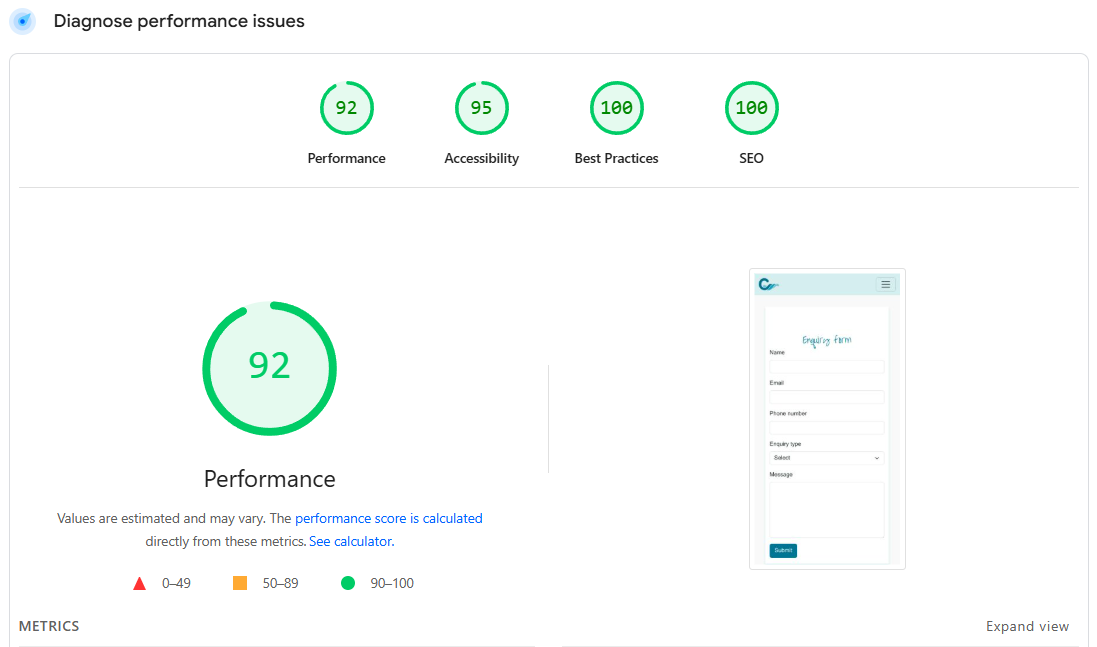 Diagnose performance issues
92
95
100
100
Performance
Accessibility
Best Practices
SEO
92
Performance
Values are estimated and may vary. The performance score is calculated
directly from these metrics. See calculator.
0–49
50–89
90–100
Enquiry form
Name
Email
Phone number
Enquiry type
Select
Message
Submit
METRICS
Expand view